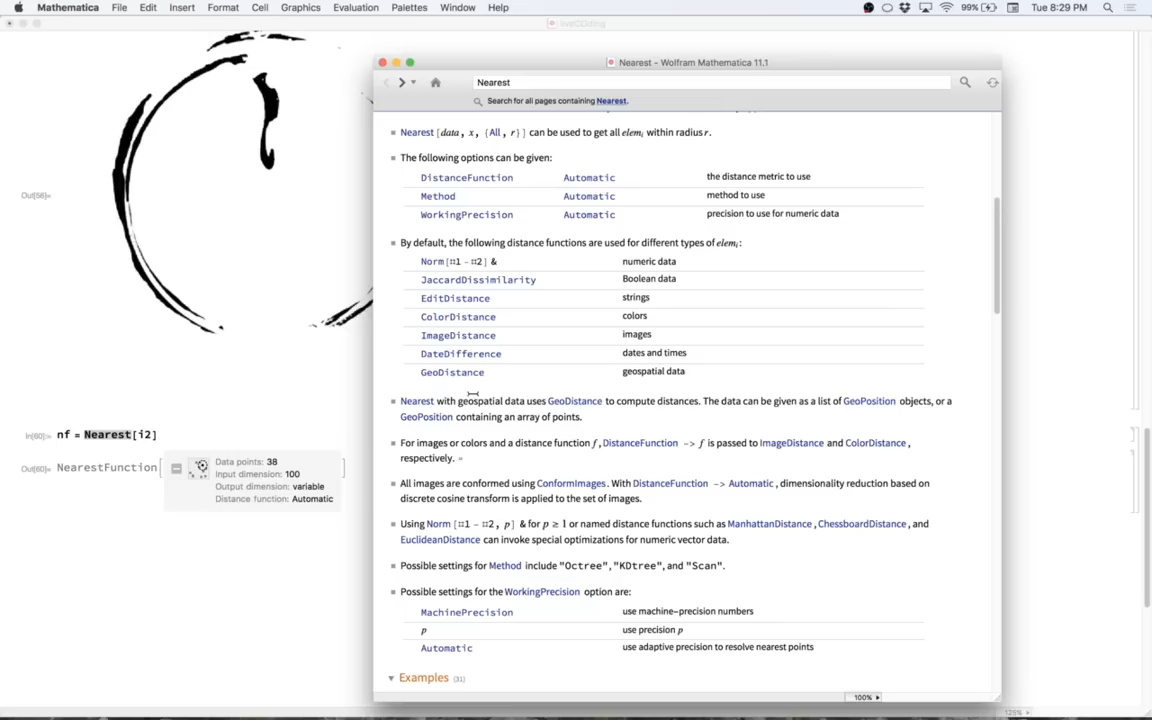 Mathematica File Edit Insert Format Cell Graphics Evaluation Palettes Window Help 99% Tue 8:29 PM
Nearest - Wolfram Mathematica 11.1
Nearest
Search for all pages containing Nearest.
Nearest[data, x, {All, r}] can be used to get all elemᵢ within radius r.
The following options can be given:
DistanceFunction Automatic the distance metric to use
Method Automatic method to use
WorkingPrecision Automatic precision to use for numeric data
By default, the following distance functions are used for different types of elemᵢ:
Norm[#1 - #2] & numeric data
JaccardDissimilarity Boolean data
EditDistance strings
ColorDistance colors
ImageDistance images
DateDifference dates and times
GeoDistance geospatial data
Nearest with geospatial data uses GeoDistance to compute distances. The data can be given as a list of GeoPosition objects, or a
GeoPosition containing an array of points.
For images or colors and a distance function f, DistanceFunction -> f is passed to ImageDistance and ColorDistance,
respectively. »
All images are conformed using ConformImages. With DistanceFunction -> Automatic, dimensionality reduction based on
discrete cosine transform is applied to the set of images.
Using Norm[#1 - #2, p] & for p ≥ 1 or named distance functions such as ManhattanDistance, ChessboardDistance, and
EuclideanDistance can invoke special optimizations for numeric vector data.
Possible settings for Method include "Octree", "KDtree", and "Scan".
Possible settings for the WorkingPrecision option are:
MachinePrecision use machine-precision numbers
p use precision p
Automatic use adaptive precision to resolve nearest points
Examples (31)
100%
Out[56]=
In[60]:= nf = Nearest[i2]
Out[60]= NearestFunction[
Data points: 38
Input dimension: 100
Output dimension: variable
Distance function: Automatic
]
125%